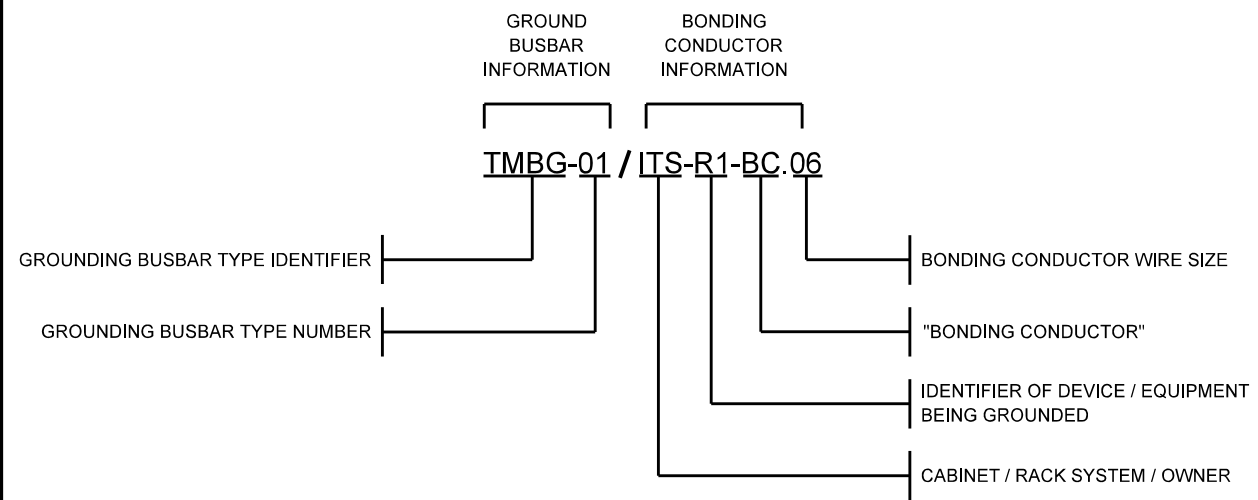 GROUND
BUSBAR
INFORMATION
BONDING
CONDUCTOR
INFORMATION
TMBG-01 / ITS-R1-BC.06
GROUNDING BUSBAR TYPE IDENTIFIER
BONDING CONDUCTOR WIRE SIZE
GROUNDING BUSBAR TYPE NUMBER
"BONDING CONDUCTOR"
IDENTIFIER OF DEVICE / EQUIPMENT
BEING GROUNDED
CABINET / RACK SYSTEM / OWNER